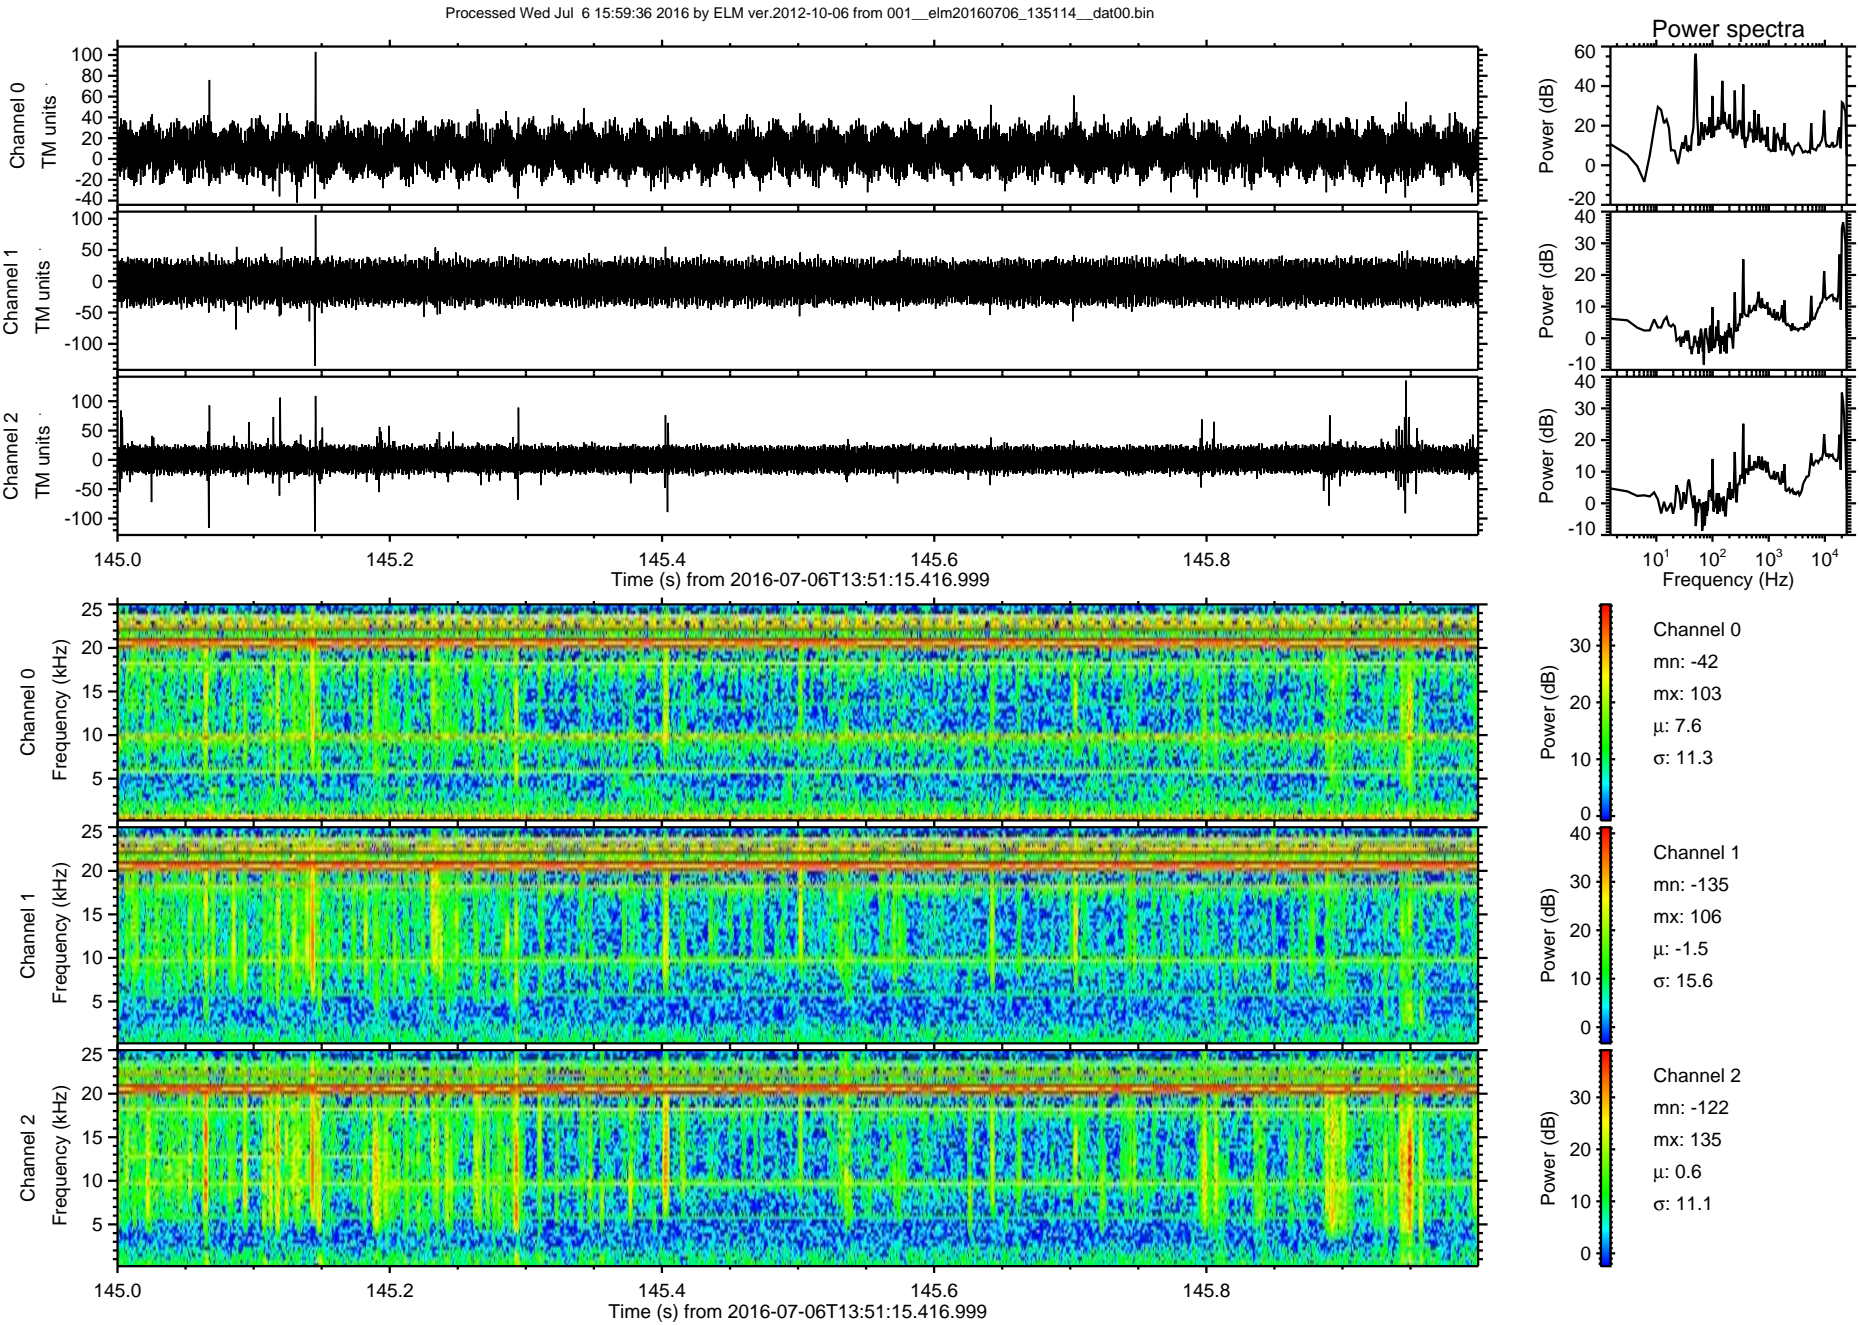 Processed Wed Jul  6 15:59:36 2016 by ELM ver.2012-10-06 from 001__elm20160706_135114__dat00.bin
Power spectra
Channel 0
TM units
100
80
60
40
20
0
-20
-40
Power (dB)
60
40
20
0
-20
Channel 1
TM units
100
50
0
-50
-100
Power (dB)
40
30
20
10
0
-10
Channel 2
TM units
100
50
0
-50
-100
Power (dB)
40
30
20
10
0
-10
145.0 145.2 145.4 145.6 145.8
Time (s) from 2016-07-06T13:51:15.416.999
10^1 10^2 10^3 10^4
Frequency (Hz)
Channel 0
Frequency (kHz)
25
20
15
10
5
Power (dB)
30
20
10
0
Channel 0
mn: -42
mx: 103
μ: 7.6
σ: 11.3
Channel 1
Frequency (kHz)
25
20
15
10
5
Power (dB)
40
30
20
10
0
Channel 1
mn: -135
mx: 106
μ: -1.5
σ: 15.6
Channel 2
Frequency (kHz)
25
20
15
10
5
Power (dB)
30
20
10
0
Channel 2
mn: -122
mx: 135
μ: 0.6
σ: 11.1
145.0 145.2 145.4 145.6 145.8
Time (s) from 2016-07-06T13:51:15.416.999